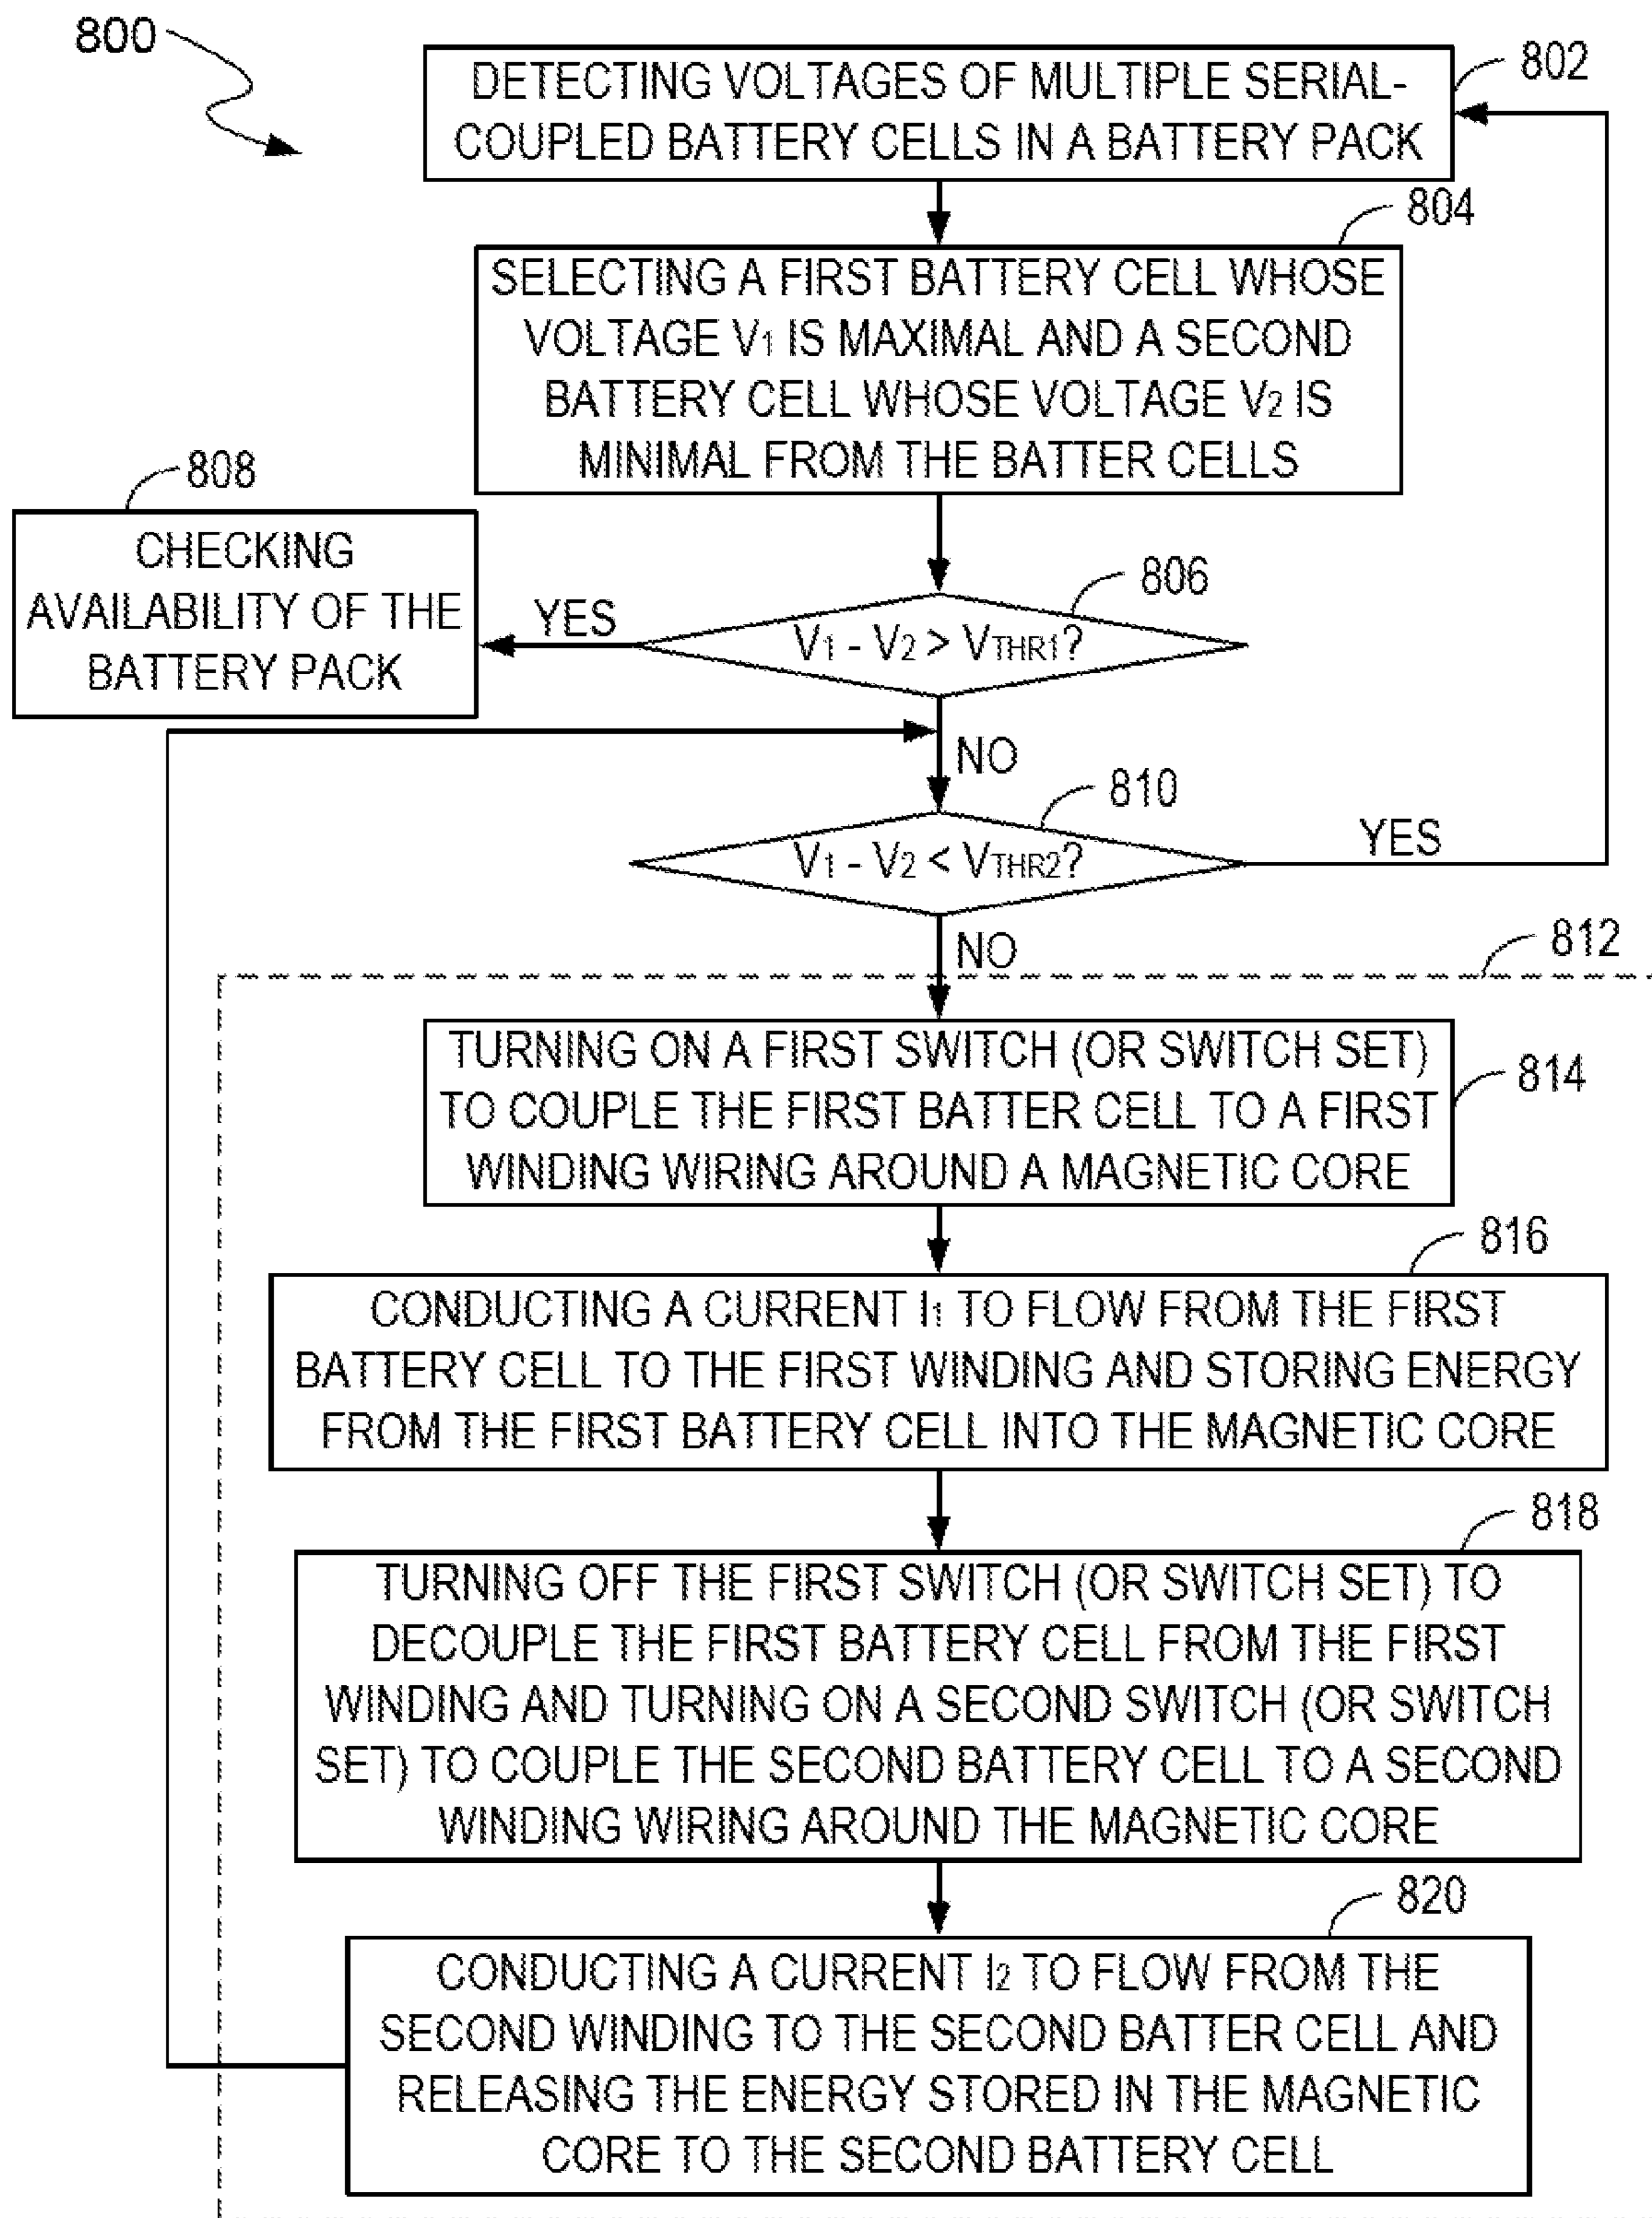 800
802
DETECTING VOLTAGES OF MULTIPLE SERIAL-
COUPLED BATTERY CELLS IN A BATTERY PACK
804
SELECTING A FIRST BATTERY CELL WHOSE
VOLTAGE V1 IS MAXIMAL AND A SECOND
BATTERY CELL WHOSE VOLTAGE V2 IS
MINIMAL FROM THE BATTER CELLS
808
CHECKING
AVAILABILITY OF THE
BATTERY PACK
806
YES
V1 - V2 > VTHR1?
NO
810
V1 - V2 < VTHR2?
YES
NO
812
814
TURNING ON A FIRST SWITCH (OR SWITCH SET)
TO COUPLE THE FIRST BATTER CELL TO A FIRST
WINDING WIRING AROUND A MAGNETIC CORE
816
CONDUCTING A CURRENT I1 TO FLOW FROM THE FIRST
BATTERY CELL TO THE FIRST WINDING AND STORING ENERGY
FROM THE FIRST BATTERY CELL INTO THE MAGNETIC CORE
818
TURNING OFF THE FIRST SWITCH (OR SWITCH SET) TO
DECOUPLE THE FIRST BATTERY CELL FROM THE FIRST
WINDING AND TURNING ON A SECOND SWITCH (OR SWITCH
SET) TO COUPLE THE SECOND BATTERY CELL TO A SECOND
WINDING WIRING AROUND THE MAGNETIC CORE
820
CONDUCTING A CURRENT I2 TO FLOW FROM THE
SECOND WINDING TO THE SECOND BATTER CELL AND
RELEASING THE ENERGY STORED IN THE MAGNETIC
CORE TO THE SECOND BATTERY CELL